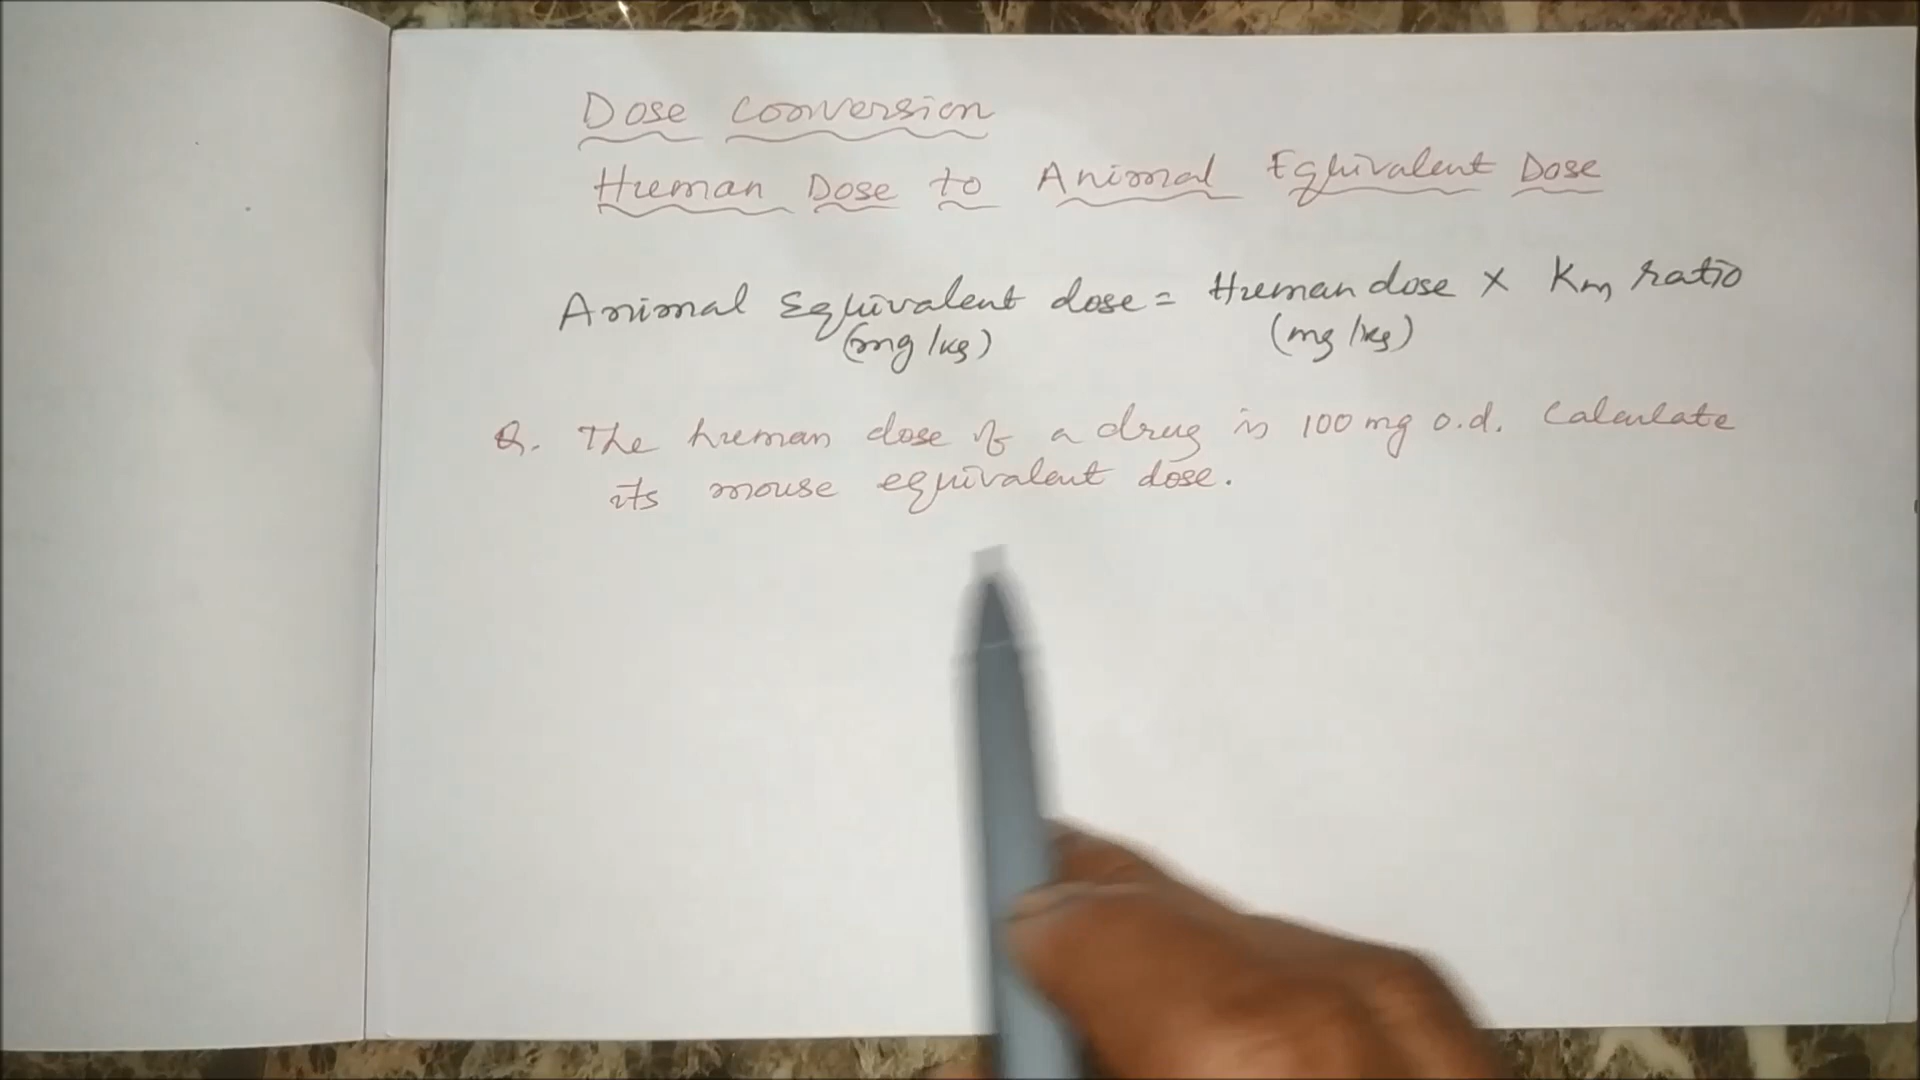 Dose Conversion
Human Dose to Animal Equivalent Dose
Animal Equivalent dose = Human dose × Km ratio
(mg/kg) (mg/kg)
Q. The human dose of a drug is 100 mg o.d. Calculate
its mouse equivalent dose.